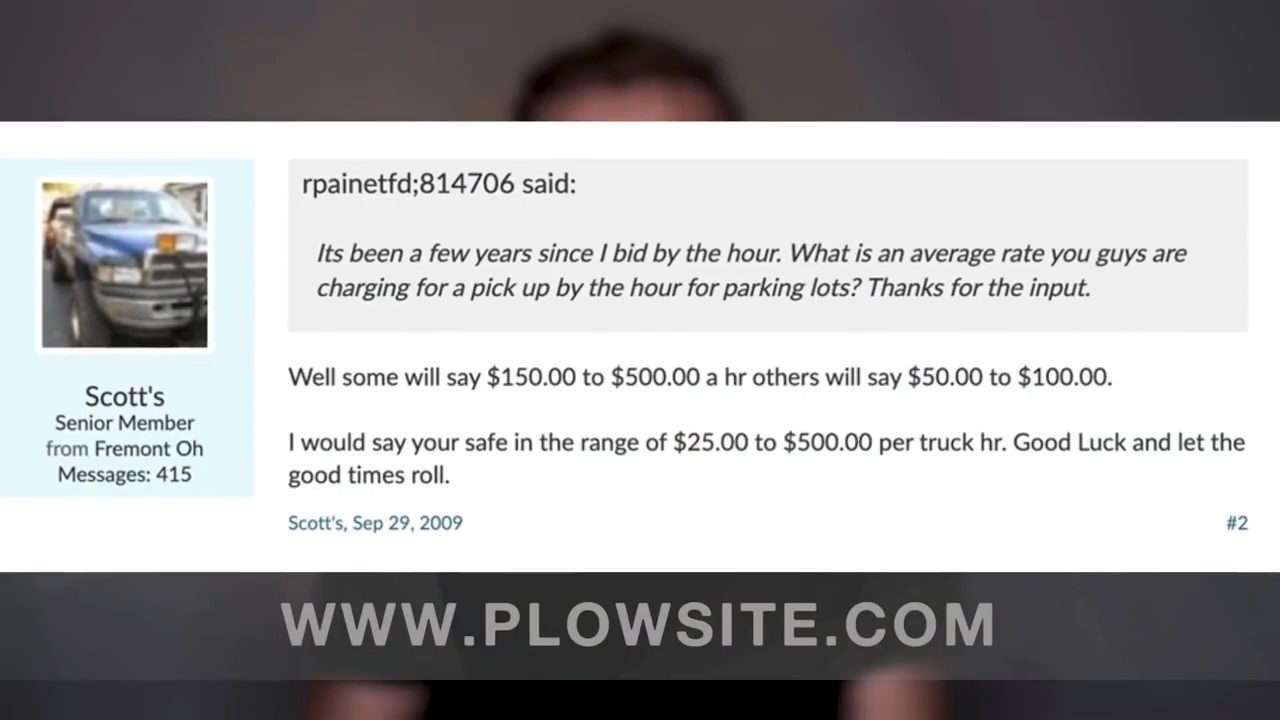 rpainetfd;814706 said:
Its been a few years since I bid by the hour. What is an average rate you guys are
charging for a pick up by the hour for parking lots? Thanks for the input.
Scott's
Senior Member
from Fremont Oh
Messages: 415
Well some will say $150.00 to $500.00 a hr others will say $50.00 to $100.00.
I would say your safe in the range of $25.00 to $500.00 per truck hr. Good Luck and let the
good times roll.
Scott's, Sep 29, 2009
#2
WWW.PLOWSITE.COM